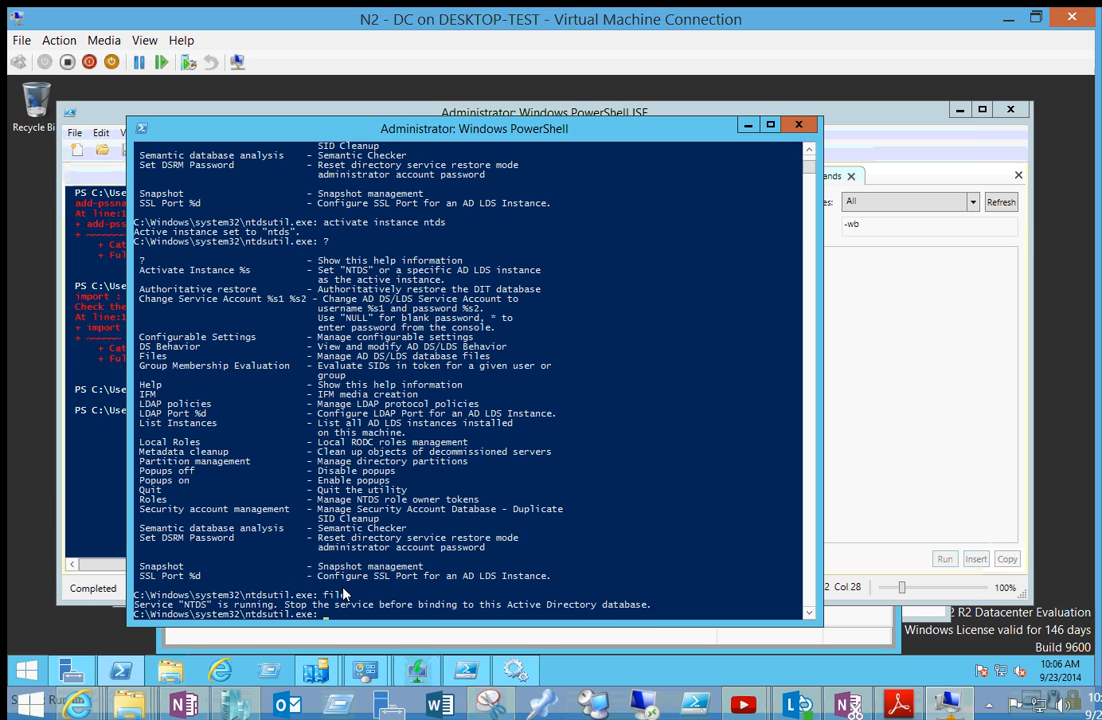 N2 - DC on DESKTOP-TEST - Virtual Machine Connection
File Action Media View Help
Recycle Bi
Administrator: Windows PowerShell ISE
File Edit V
Administrator: Windows PowerShell
ands
es: All Refresh
-wb
PS C:\Use
add-pssna
At line:1
+ add-pss
+ ~~~~~~
+ Cat
+ Ful
PS C:\Use
import :
Check the
At line:1
+ import
+ ~~~~~~
+ Cat
+ Ful
PS C:\Use
PS C:\Use
SID Cleanup
Semantic database analysis - Semantic Checker
Set DSRM Password - Reset directory service restore mode
administrator account password
Snapshot - Snapshot management
SSL Port %d - Configure SSL Port for an AD LDS Instance.
C:\Windows\system32\ntdsutil.exe: activate instance ntds
Active instance set to "ntds".
C:\Windows\system32\ntdsutil.exe: ?
? - Show this help information
Activate Instance %s - Set "NTDS" or a specific AD LDS instance
as the active instance.
Authoritative restore - Authoritatively restore the DIT database
Change Service Account %s1 %s2 - Change AD DS/LDS Service Account to
username %s1 and password %s2.
Use "NULL" for blank password, * to
enter password from the console.
Configurable Settings - Manage configurable settings
DS Behavior - View and modify AD DS/LDS Behavior
Files - Manage AD DS/LDS database files
Group Membership Evaluation - Evaluate SIDs in token for a given user or
group
Help - Show this help information
IFM - IFM media creation
LDAP policies - Manage LDAP protocol policies
LDAP Port %d - Configure LDAP Port for an AD LDS Instance.
List Instances - List all AD LDS instances installed
on this machine.
Local Roles - Local RODC roles management
Metadata cleanup - Clean up objects of decommissioned servers
Partition management - Manage directory partitions
Popups off - Disable popups
Popups on - Enable popups
Quit - Quit the utility
Roles - Manage NTDS role owner tokens
Security account management - Manage Security Account Database - Duplicate
SID Cleanup
Semantic database analysis - Semantic Checker
Set DSRM Password - Reset directory service restore mode
administrator account password
Snapshot - Snapshot management
SSL Port %d - Configure SSL Port for an AD LDS Instance.
C:\Windows\system32\ntdsutil.exe: file
Service "NTDS" is running. Stop the service before binding to this Active Directory database.
C:\Windows\system32\ntdsutil.exe:
Run Insert Copy
Completed
2 Col 28 100%
2 R2 Datacenter Evaluation
Windows License valid for 146 days
Build 9600
10:06 AM
9/23/2014